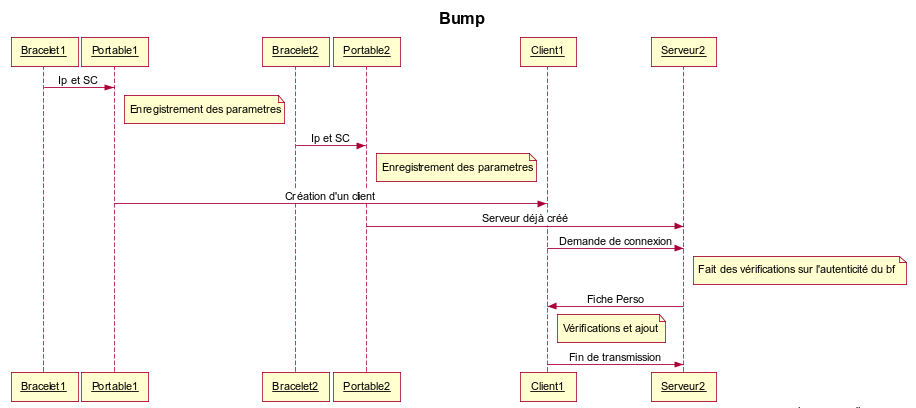 Bump
Bracelet1 Portable1 Bracelet2 Portable2 Client1 Serveur2
Ip et SC
Enregistrement des parametres
Ip et SC
Enregistrement des parametres
Création d'un client
Serveur déjà créé
Demande de connexion
Fait des vérifications sur l'autenticité du bf
Fiche Perso
Vérifications et ajout
Fin de transmission
Bracelet1 Portable1 Bracelet2 Portable2 Client1 Serveur2